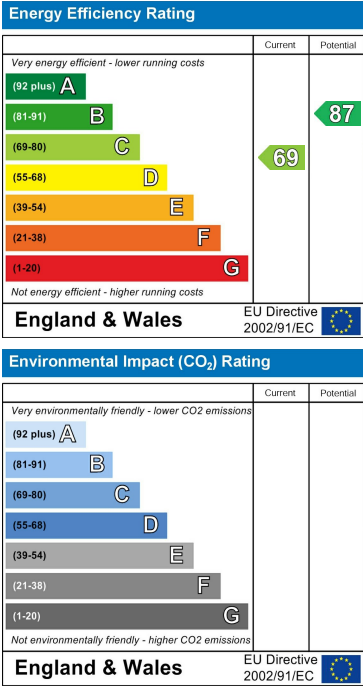 Energy Efficiency Rating
Current Potential
Very energy efficient - lower running costs
(92 plus) A
(81-91) B
87
(69-80) C
69
(55-68) D
(39-54) E
(21-38) F
(1-20) G
Not energy efficient - higher running costs
England & Wales
EU Directive
2002/91/EC
Environmental Impact (CO₂) Rating
Current Potential
Very environmentally friendly - lower CO2 emissions
(92 plus) A
(81-91) B
(69-80) C
(55-68) D
(39-54) E
(21-38) F
(1-20) G
Not environmentally friendly - higher CO2 emissions
England & Wales
EU Directive
2002/91/EC